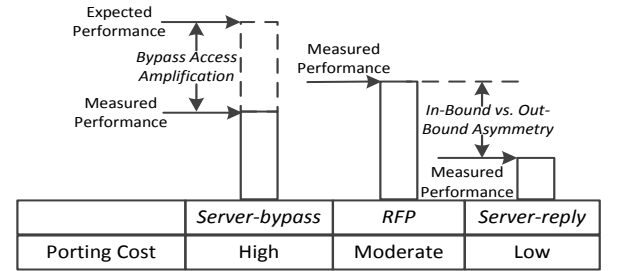 Expected
Performance
Bypass Access
Amplification
Measured
Performance
Measured
Performance
In-Bound vs. Out-
Bound Asymmetry
Measured
Performance
Server-bypass RFP Server-reply
Porting Cost High Moderate Low